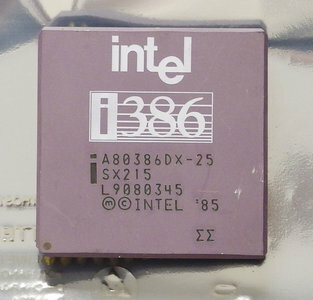 intel
i386
i A80386DX-25
SX215
L9080345
Ⓜ©INTEL '85
ΣΣ